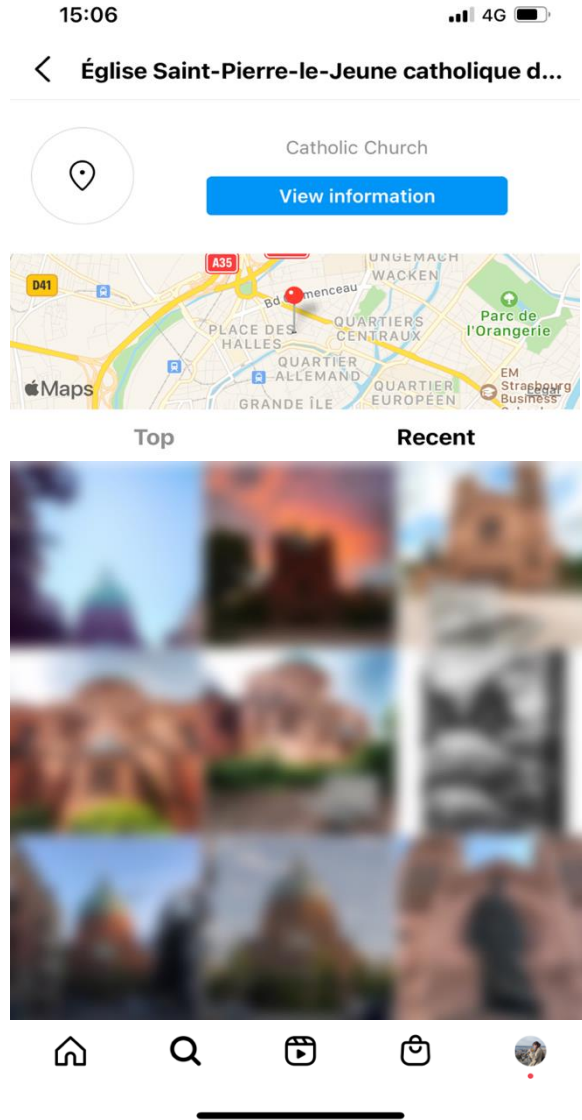 15:06
4G
Église Saint-Pierre-le-Jeune catholique d...
Catholic Church
View information
A35
UNGEMACH
WACKEN
D41
Bd
menceau
Parc de
l'Orangerie
PLACE DES
HALLES
QUARTIERS
CENTRAUX
QUARTIER
ALLEMAND
EM
Strasbourg
Business
QUARTIER
EUROPÉEN
Legal
Maps
GRANDE ÎLE
Top
Recent